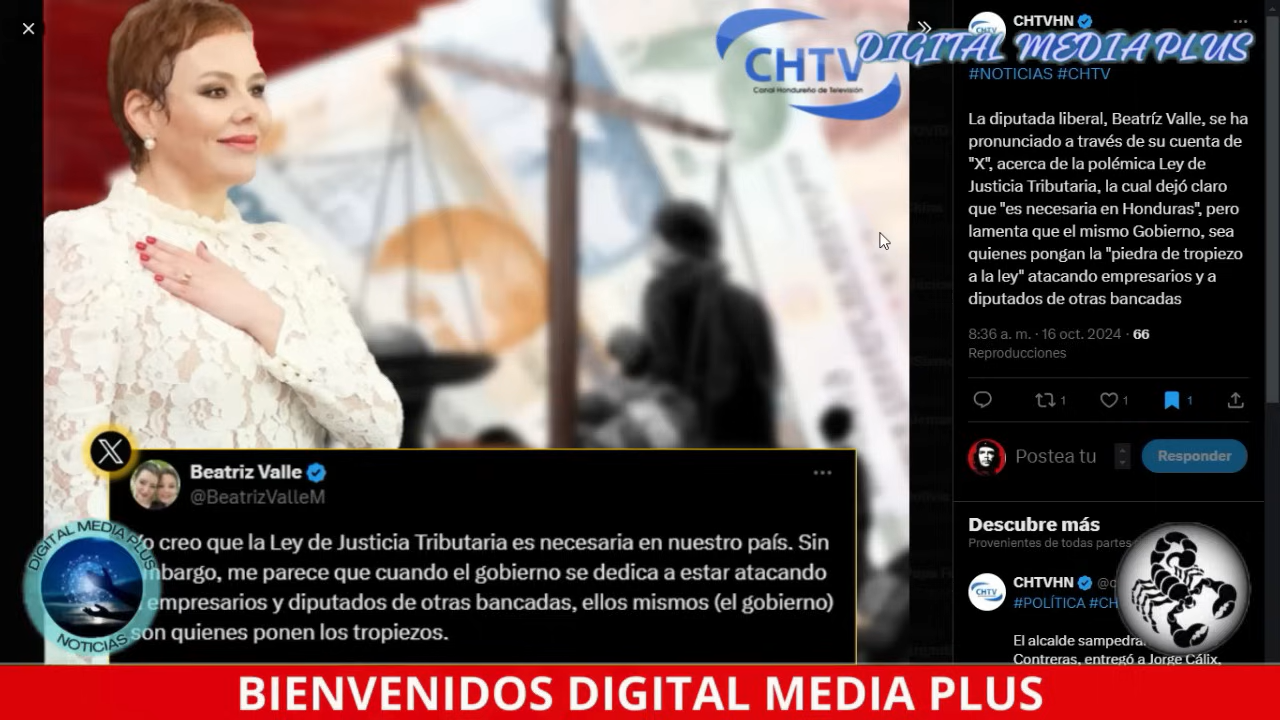 CHTV
Canal Hondureño de Televisión
CHTVHN
DIGITAL MEDIA PLUS
#NOTICIAS #CHTV
La diputada liberal, Beatríz Valle, se ha
pronunciado a través de su cuenta de
"X", acerca de la polémica Ley de
Justicia Tributaria, la cual dejó claro
que "es necesaria en Honduras", pero
lamenta que el mismo Gobierno, sea
quienes pongan la "piedra de tropiezo
a la ley" atacando empresarios y a
diputados de otras bancadas
8:36 a. m. · 16 oct. 2024 · 66
Reproducciones
1 1 1
Postea tu
Responder
Descubre más
Provenientes de todas partes
CHTVHN
#POLÍTICA #CH
El alcalde sampedra
Contreras, entregó a Jorge Cálix,
Beatriz Valle
@BeatrizValleM
o creo que la Ley de Justicia Tributaria es necesaria en nuestro país. Sin
mbargo, me parece que cuando el gobierno se dedica a estar atacando
empresarios y diputados de otras bancadas, ellos mismos (el gobierno)
son quienes ponen los tropiezos.
DIGITAL MEDIA PLUS
NOTICIAS
BIENVENIDOS DIGITAL MEDIA PLUS